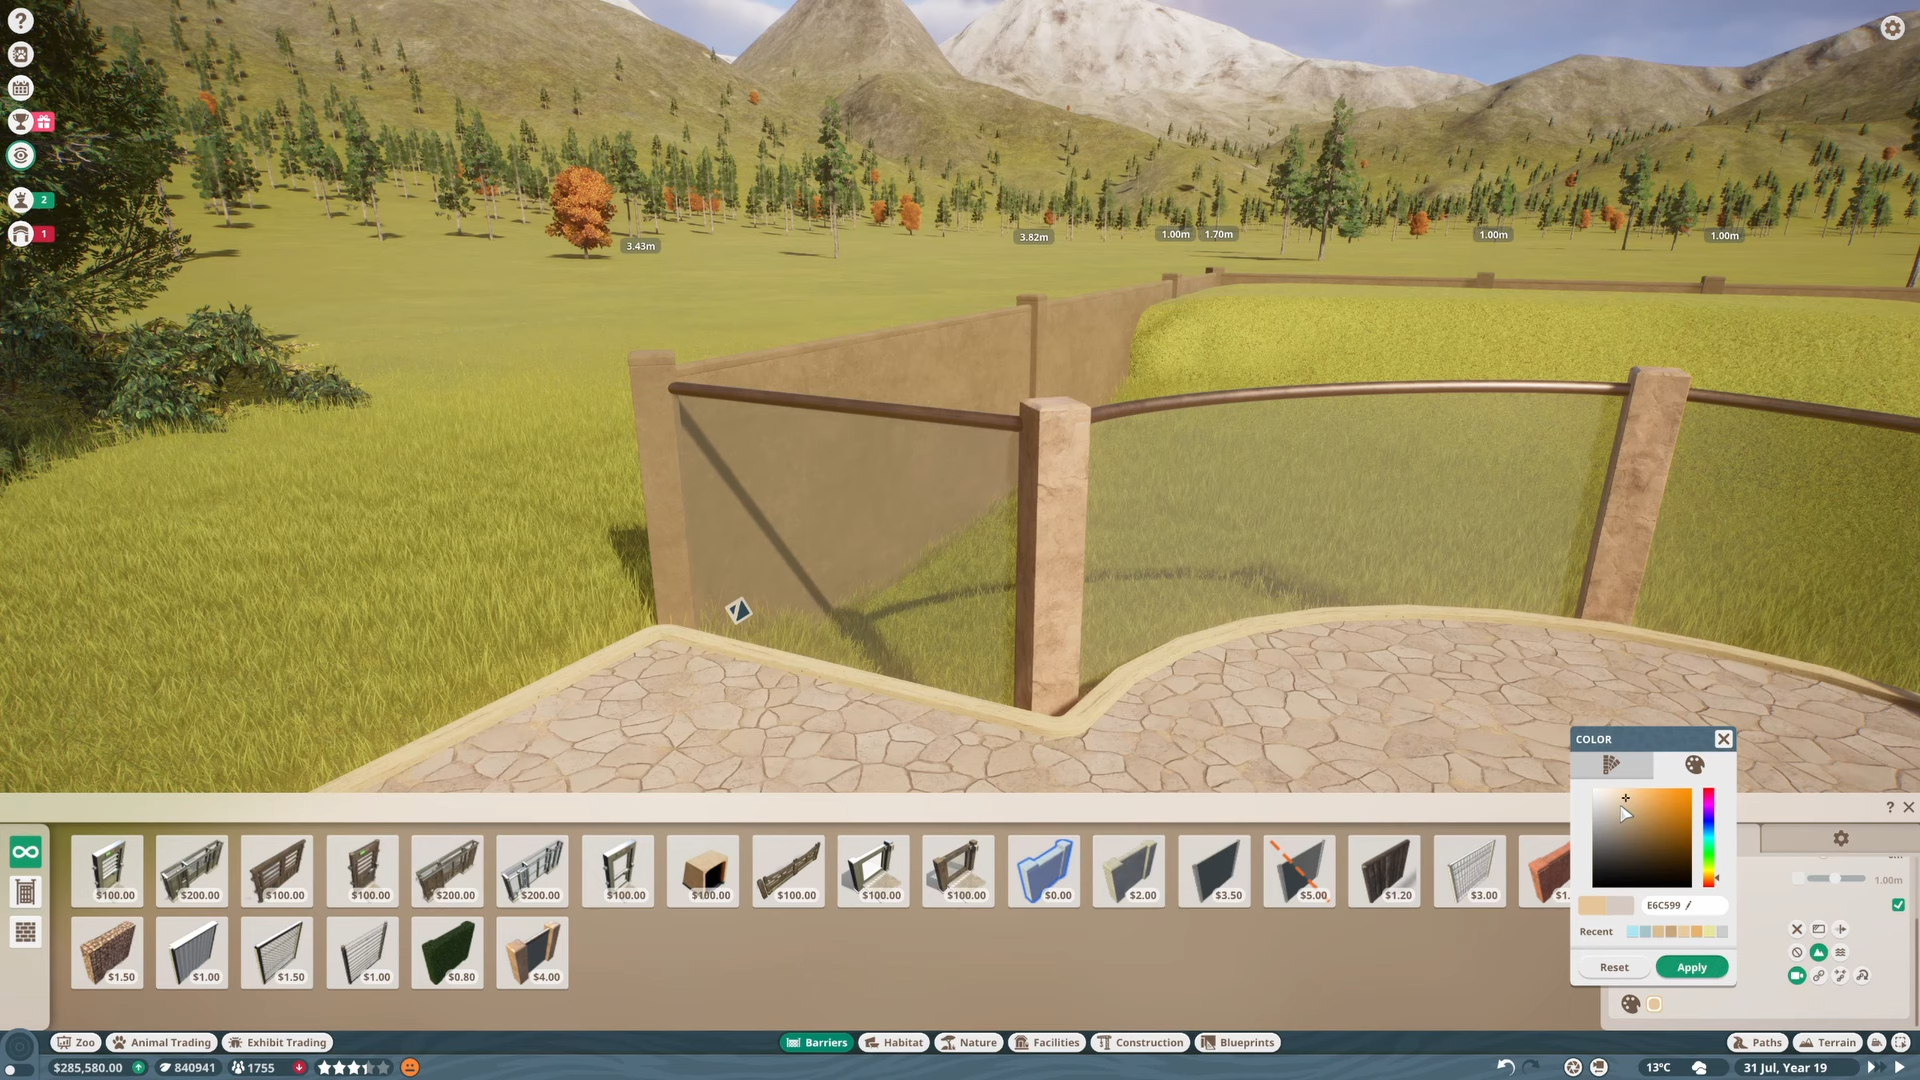 ?
2
1
3.43m
3.82m
1.00m
1.70m
1.00m
1.00m
COLOR
E6C599
Recent
Reset
Apply
?
1.00m
$100.00
$200.00
$100.00
$100.00
$200.00
$200.00
$100.00
$100.00
$100.00
$100.00
$100.00
$0.00
$2.00
$3.50
$5.00
$1.20
$3.00
$1.50
$1.00
$1.50
$1.00
$0.80
$4.00
Zoo
Animal Trading
Exhibit Trading
Barriers
Habitat
Nature
Facilities
Construction
Blueprints
Paths
Terrain
$285,580.00
840941
1755
13°C
31 Jul, Year 19